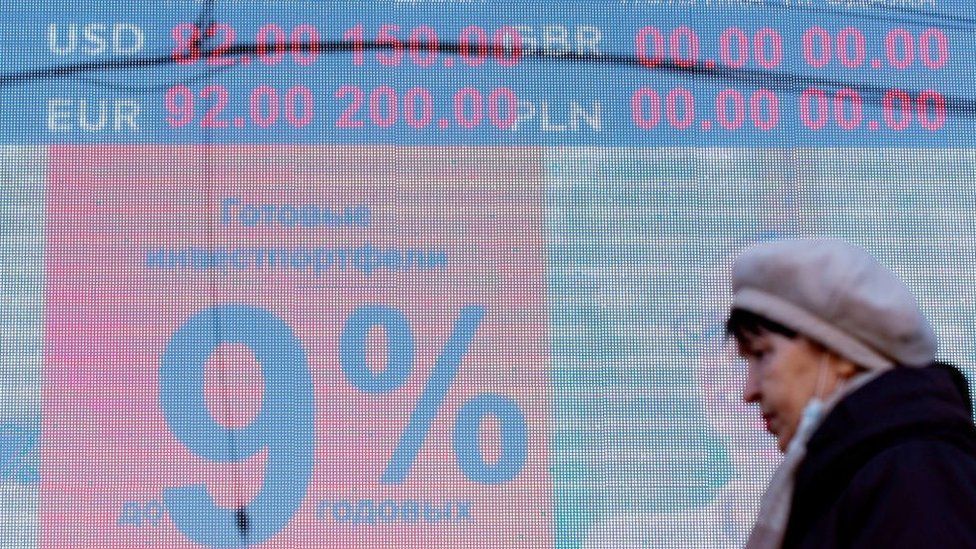 USD 92.00 150.00 GBR 00.00 00.00
EUR 92.00 200.00 PLN 00.00 00.00
Готовые
инвестпортфели
9%
до годовых